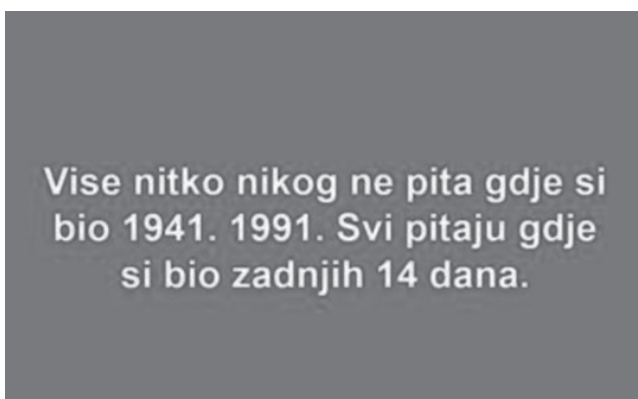 Vise nitko nikog ne pita gdje si
bio 1941. 1991. Svi pitaju gdje
si bio zadnjih 14 dana.